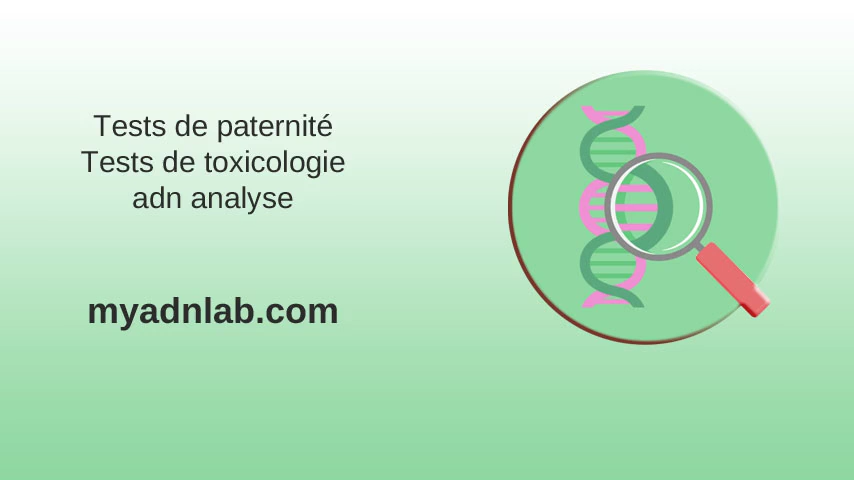 Tests de paternité
Tests de toxicologie
adn analyse
myadnlab.com